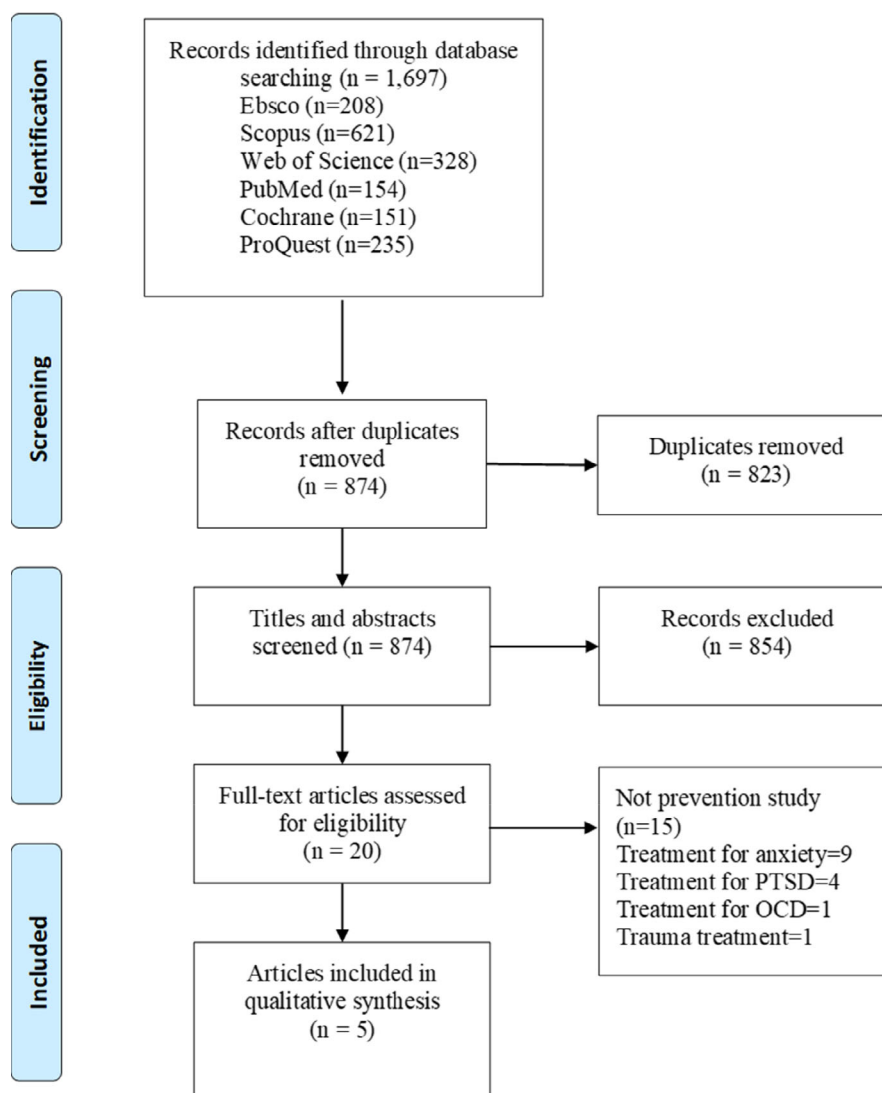 Identification
Records identified through database
searching (n = 1,697)
Ebsco (n=208)
Scopus (n=621)
Web of Science (n=328)
PubMed (n=154)
Cochrane (n=151)
ProQuest (n=235)
Screening
Records after duplicates
removed
(n = 874)
Duplicates removed
(n = 823)
Eligibility
Titles and abstracts
screened (n = 874)
Records excluded
(n = 854)
Full-text articles assessed
for eligibility
(n = 20)
Not prevention study
(n=15)
Treatment for anxiety=9
Treatment for PTSD=4
Treatment for OCD=1
Trauma treatment=1
Included
Articles included in
qualitative synthesis
(n = 5)